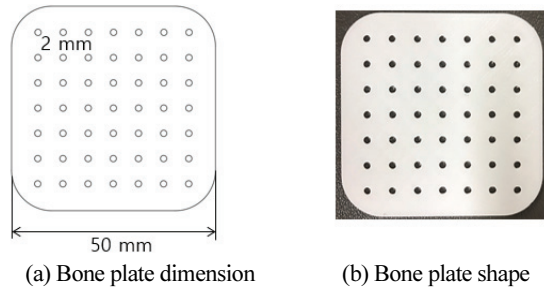 2 mm
50 mm
(a) Bone plate dimension
(b) Bone plate shape